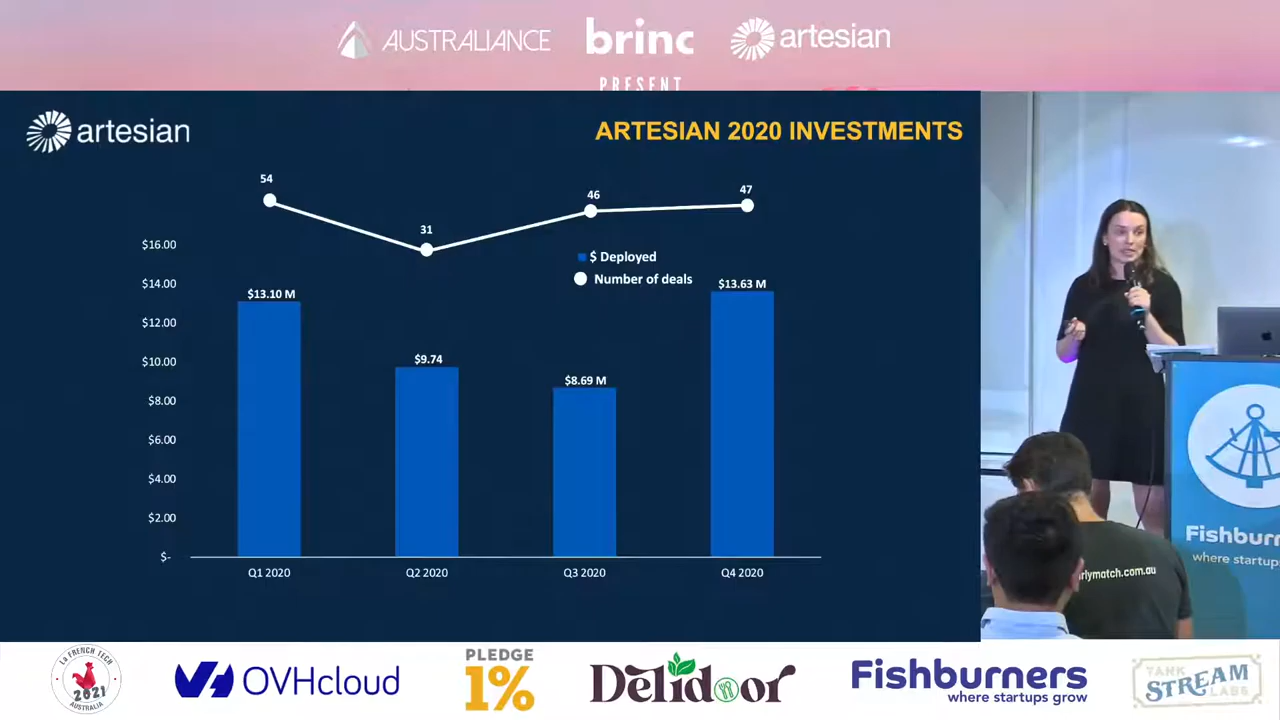 AUSTRALIANCE
brinc
artesian
PRESENT
artesian
ARTESIAN 2020 INVESTMENTS
54
31
46
47
$16.00
$14.00
$12.00
$10.00
$8.00
$6.00
$4.00
$2.00
$-
$ Deployed
Number of deals
$13.10 M
$9.74
$8.69 M
$13.63 M
Q1 2020
Q2 2020
Q3 2020
Q4 2020
Fishburn
where startups
rlymatch.com.au
La FRENCH TECH
2021
AUSTRALIA
OVHcloud
PLEDGE
1%
Delidoor
Fishburners
where startups grow
TANK
STREAM
LABS